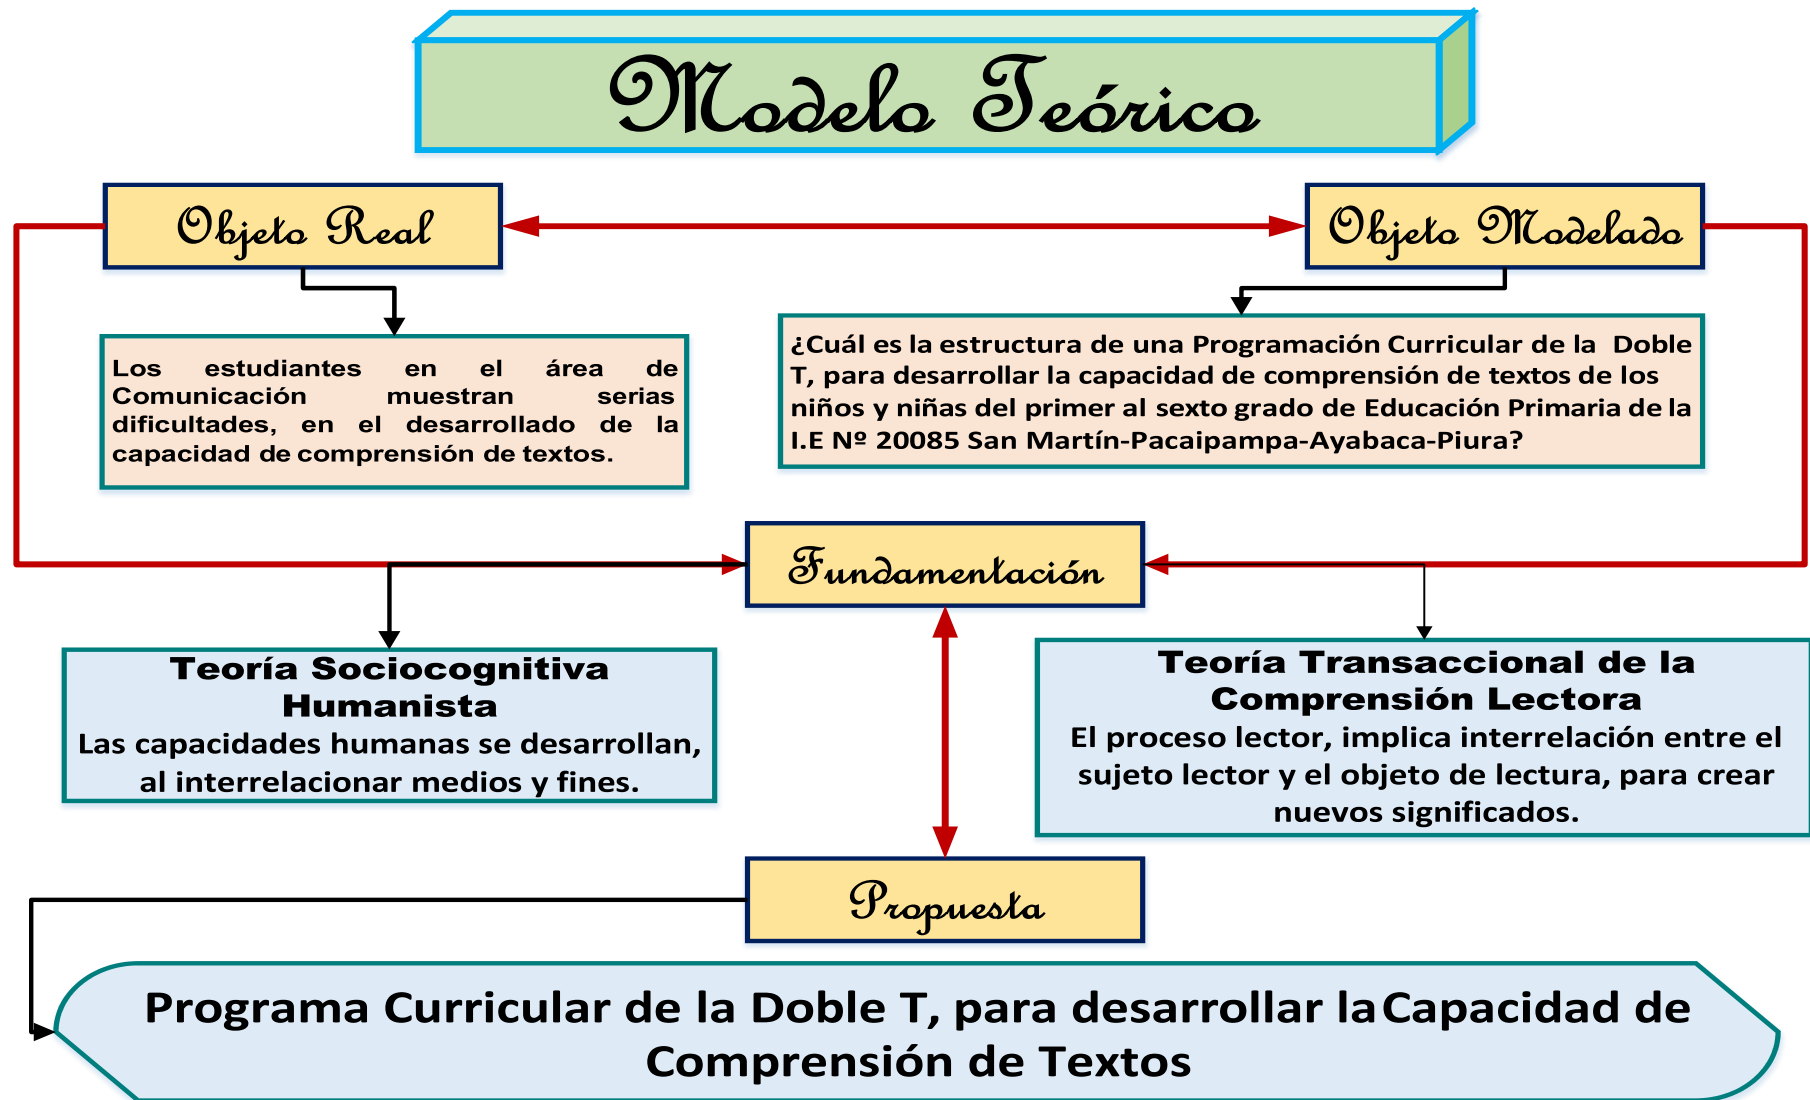 Modelo Teórico
Objeto Real
Objeto Modelado
Los estudiantes en el área de
Comunicación muestran serias
dificultades, en el desarrollado de la
capacidad de comprensión de textos.
¿Cuál es la estructura de una Programación Curricular de la Doble
T, para desarrollar la capacidad de comprensión de textos de los
niños y niñas del primer al sexto grado de Educación Primaria de la
I.E Nº 20085 San Martín-Pacaipampa-Ayabaca-Piura?
Fundamentación
Teoría Sociocognitiva
Humanista
Las capacidades humanas se desarrollan,
al interrelacionar medios y fines.
Teoría Transaccional de la
Comprensión Lectora
El proceso lector, implica interrelación entre el
sujeto lector y el objeto de lectura, para crear
nuevos significados.
Propuesta
Programa Curricular de la Doble T, para desarrollar la Capacidad de
Comprensión de Textos